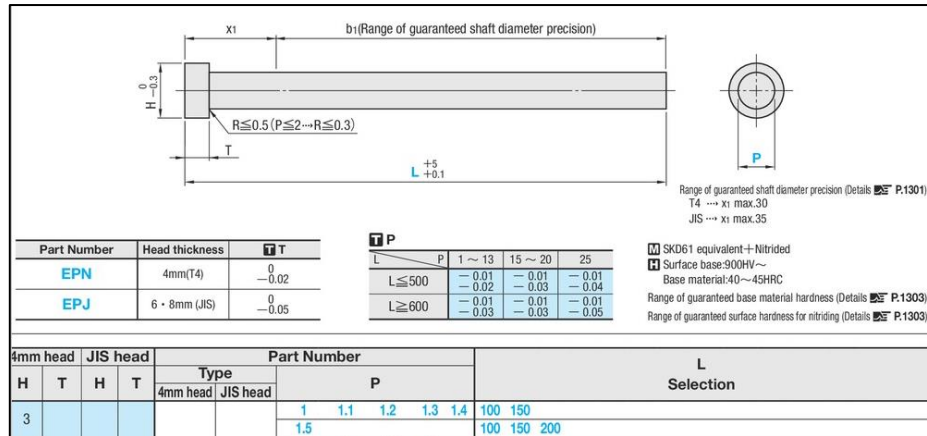 x1
b1(Range of guaranteed shaft diameter precision)
H 0 −0.3
R≦0.5(P≦2···R≦0.3)
T
L +5 +0.1
P
Range of guaranteed shaft diameter precision (Details P.1301)
T4 ··· x1 max.30
JIS ··· x1 max.35
Part Number Head thickness T T
EPN 4mm(T4) 0 −0.02
EPJ 6・8mm (JIS) 0 −0.05
T P
L P 1 ～ 13 15 ～ 20 25
L≦500 −0.01 −0.02 −0.01 −0.03 −0.01 −0.04
L≧600 −0.01 −0.03 −0.01 −0.03 −0.01 −0.05
M SKD61 equivalent＋Nitrided
H Surface base:900HV～
Base material:40～45HRC
Range of guaranteed base material hardness (Details P.1303)
Range of guaranteed surface hardness for nitriding (Details P.1303)
4mm head JIS head Part Number L Selection
H T H T Type P
4mm head JIS head
3 1 1.1 1.2 1.3 1.4 100 150
1.5 100 150 200